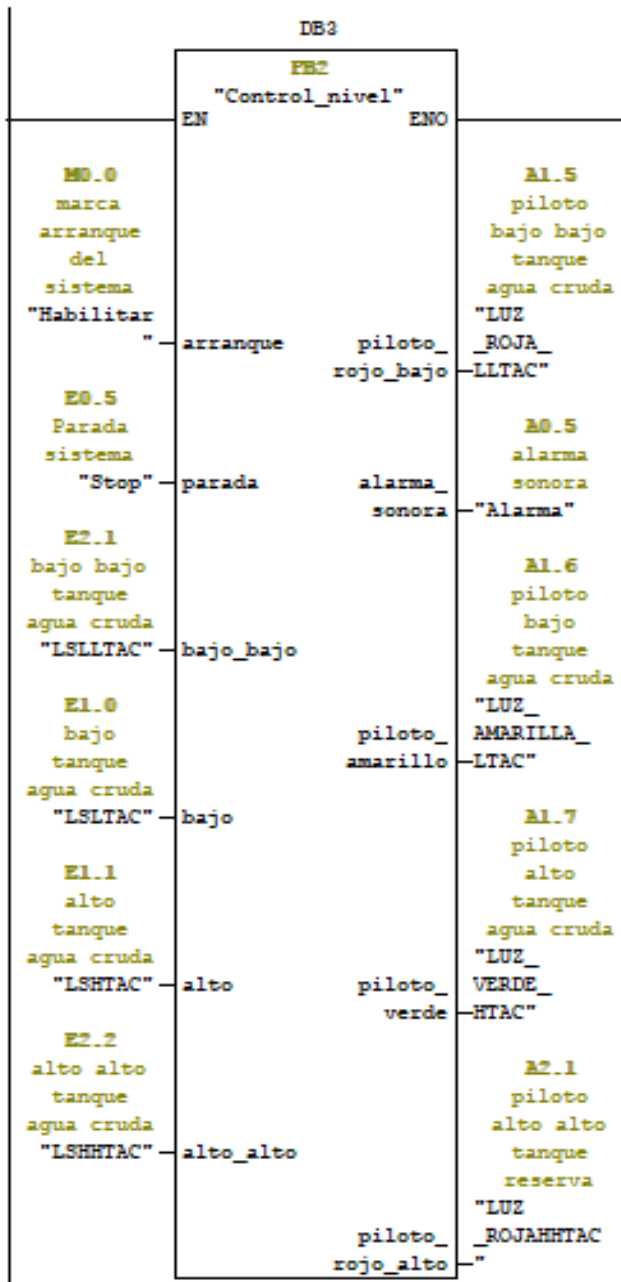 DB3
FB2
"Control_nivel"
EN ENO
M0.0
marca
arranque
del
sistema
"Habilitar
" arranque
E0.5
Parada
sistema
"Stop" parada
E2.1
bajo bajo
tanque
agua cruda
"LSLLTAC" bajo_bajo
E1.0
bajo
tanque
agua cruda
"LSLTAC" bajo
E1.1
alto
tanque
agua cruda
"LSHTAC" alto
E2.2
alto alto
tanque
agua cruda
"LSHHTAC" alto_alto
A1.5
piloto
bajo bajo
tanque
agua cruda
"LUZ
piloto_ _ROJA_
rojo_bajo LLTAC"
A0.5
alarma
alarma_ sonora
sonora "Alarma"
A1.6
piloto
bajo
tanque
agua cruda
"LUZ_
piloto_ AMARILLA_
amarillo LTAC"
A1.7
piloto
alto
tanque
agua cruda
"LUZ_
piloto_ VERDE_
verde HTAC"
A2.1
piloto
alto alto
tanque
reserva
"LUZ
piloto_ _ROJAHHTAC
rojo_alto "